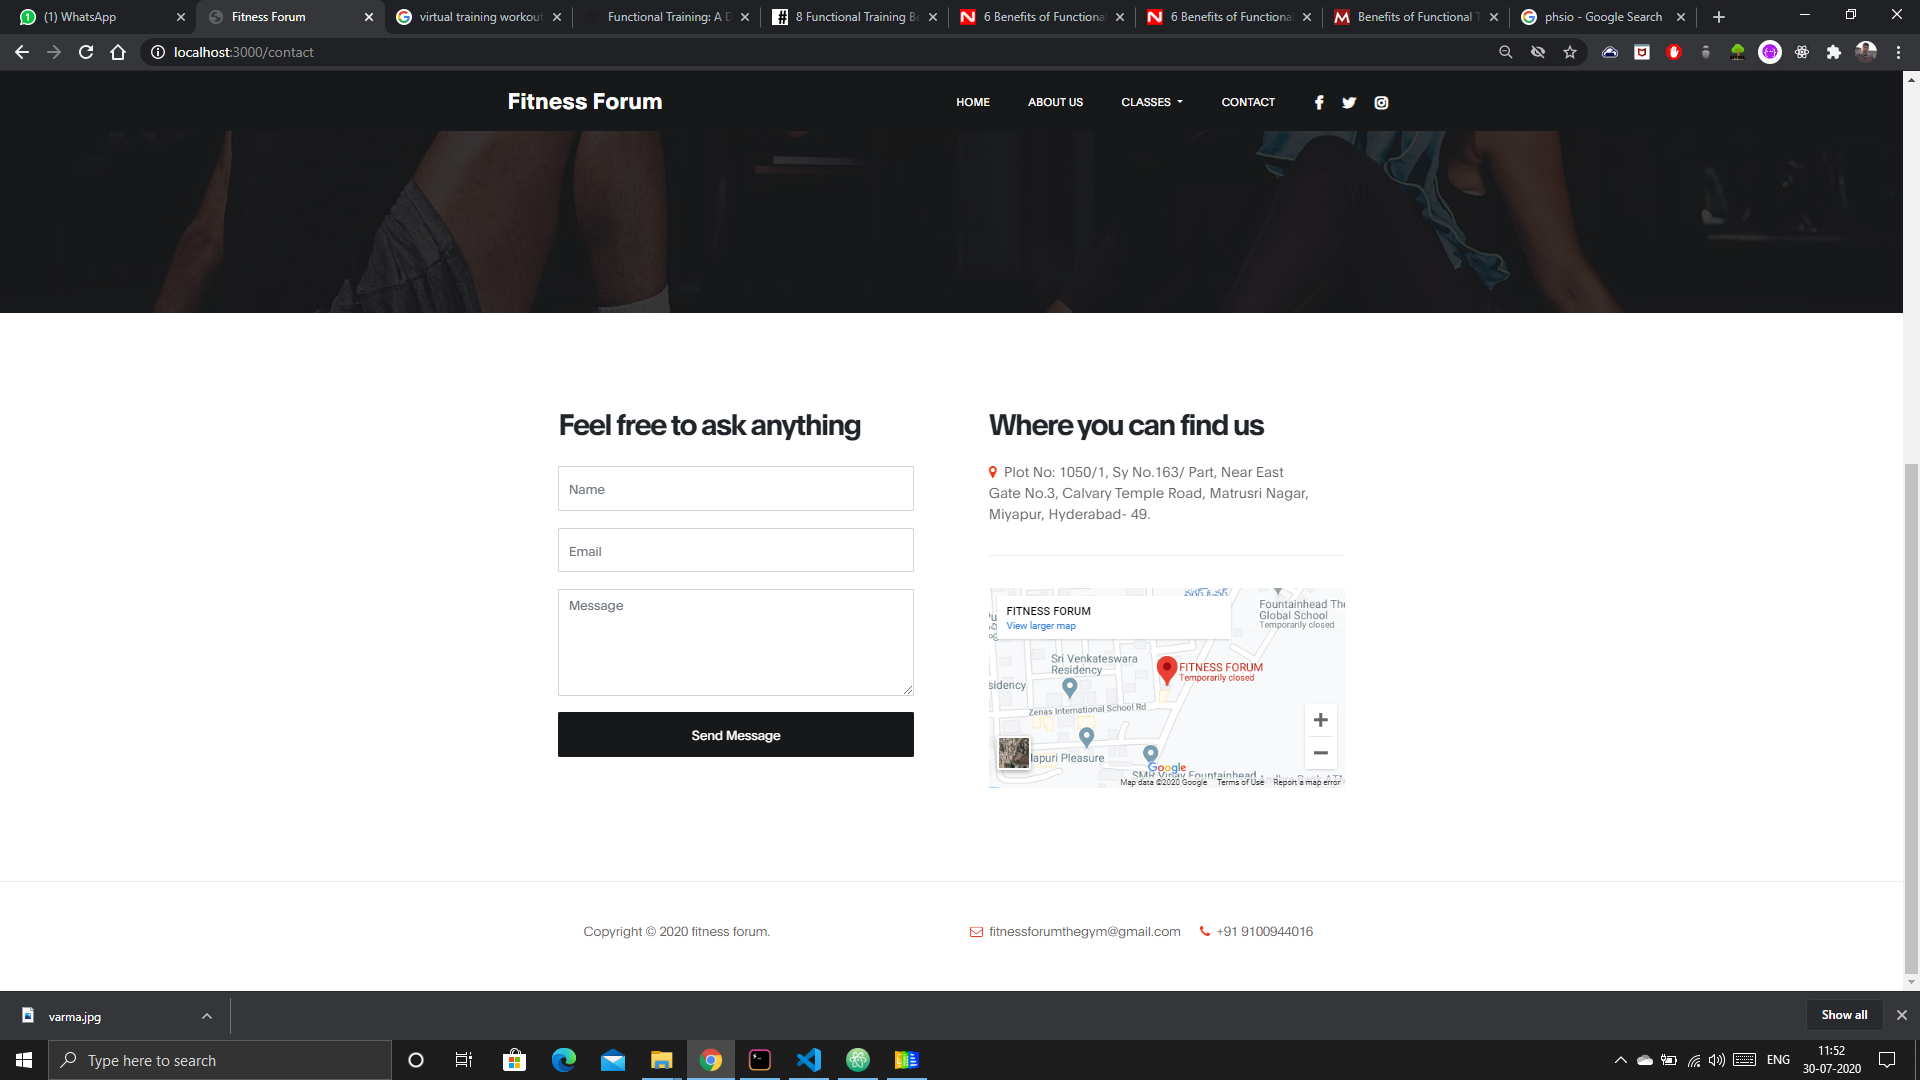 (1) WhatsApp
Fitness Forum
virtual training workout
Functional Training: A D
8 Functional Training Be
6 Benefits of Functiona
6 Benefits of Functiona
Benefits of Functional T
phsio - Google Search
localhost:3000/contact
Fitness Forum
HOME
ABOUT US
CLASSES
CONTACT
Feel free to ask anything
Name
Email
Message
Send Message
Where you can find us
Plot No: 1050/1, Sy No.163/ Part, Near East
Gate No.3, Calvary Temple Road, Matrusri Nagar,
Miyapur, Hyderabad- 49.
FITNESS FORUM
View larger map
Fountainhead The
Global School
Temporarily closed
Sri Venkateswara
Residency
FITNESS FORUM
Temporarily closed
sidency
Zenas International School Rd
lapuri Pleasure
Google
SMR Vinay Fountainhead
Map data ©2020 Google
Terms of Use
Report a map error
Copyright © 2020 fitness forum.
fitnessforumthegym@gmail.com
+91 9100944016
varma.jpg
Show all
Type here to search
ENG
11:52
30-07-2020